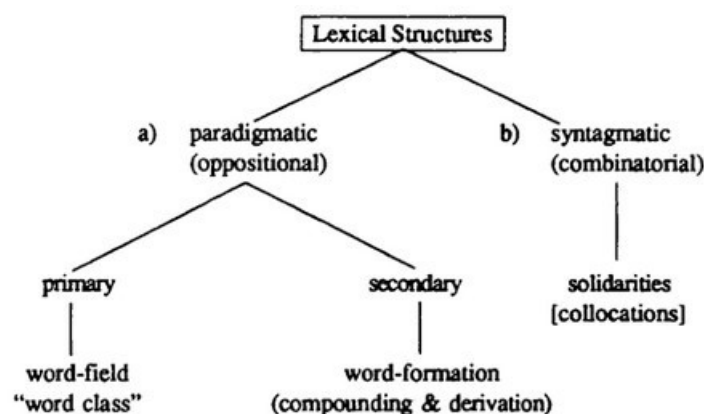 Lexical Structures
a) paradigmatic
(oppositional)
b) syntagmatic
(combinatorial)
primary
secondary
solidarities
[collocations]
word-field
"word class"
word-formation
(compounding & derivation)